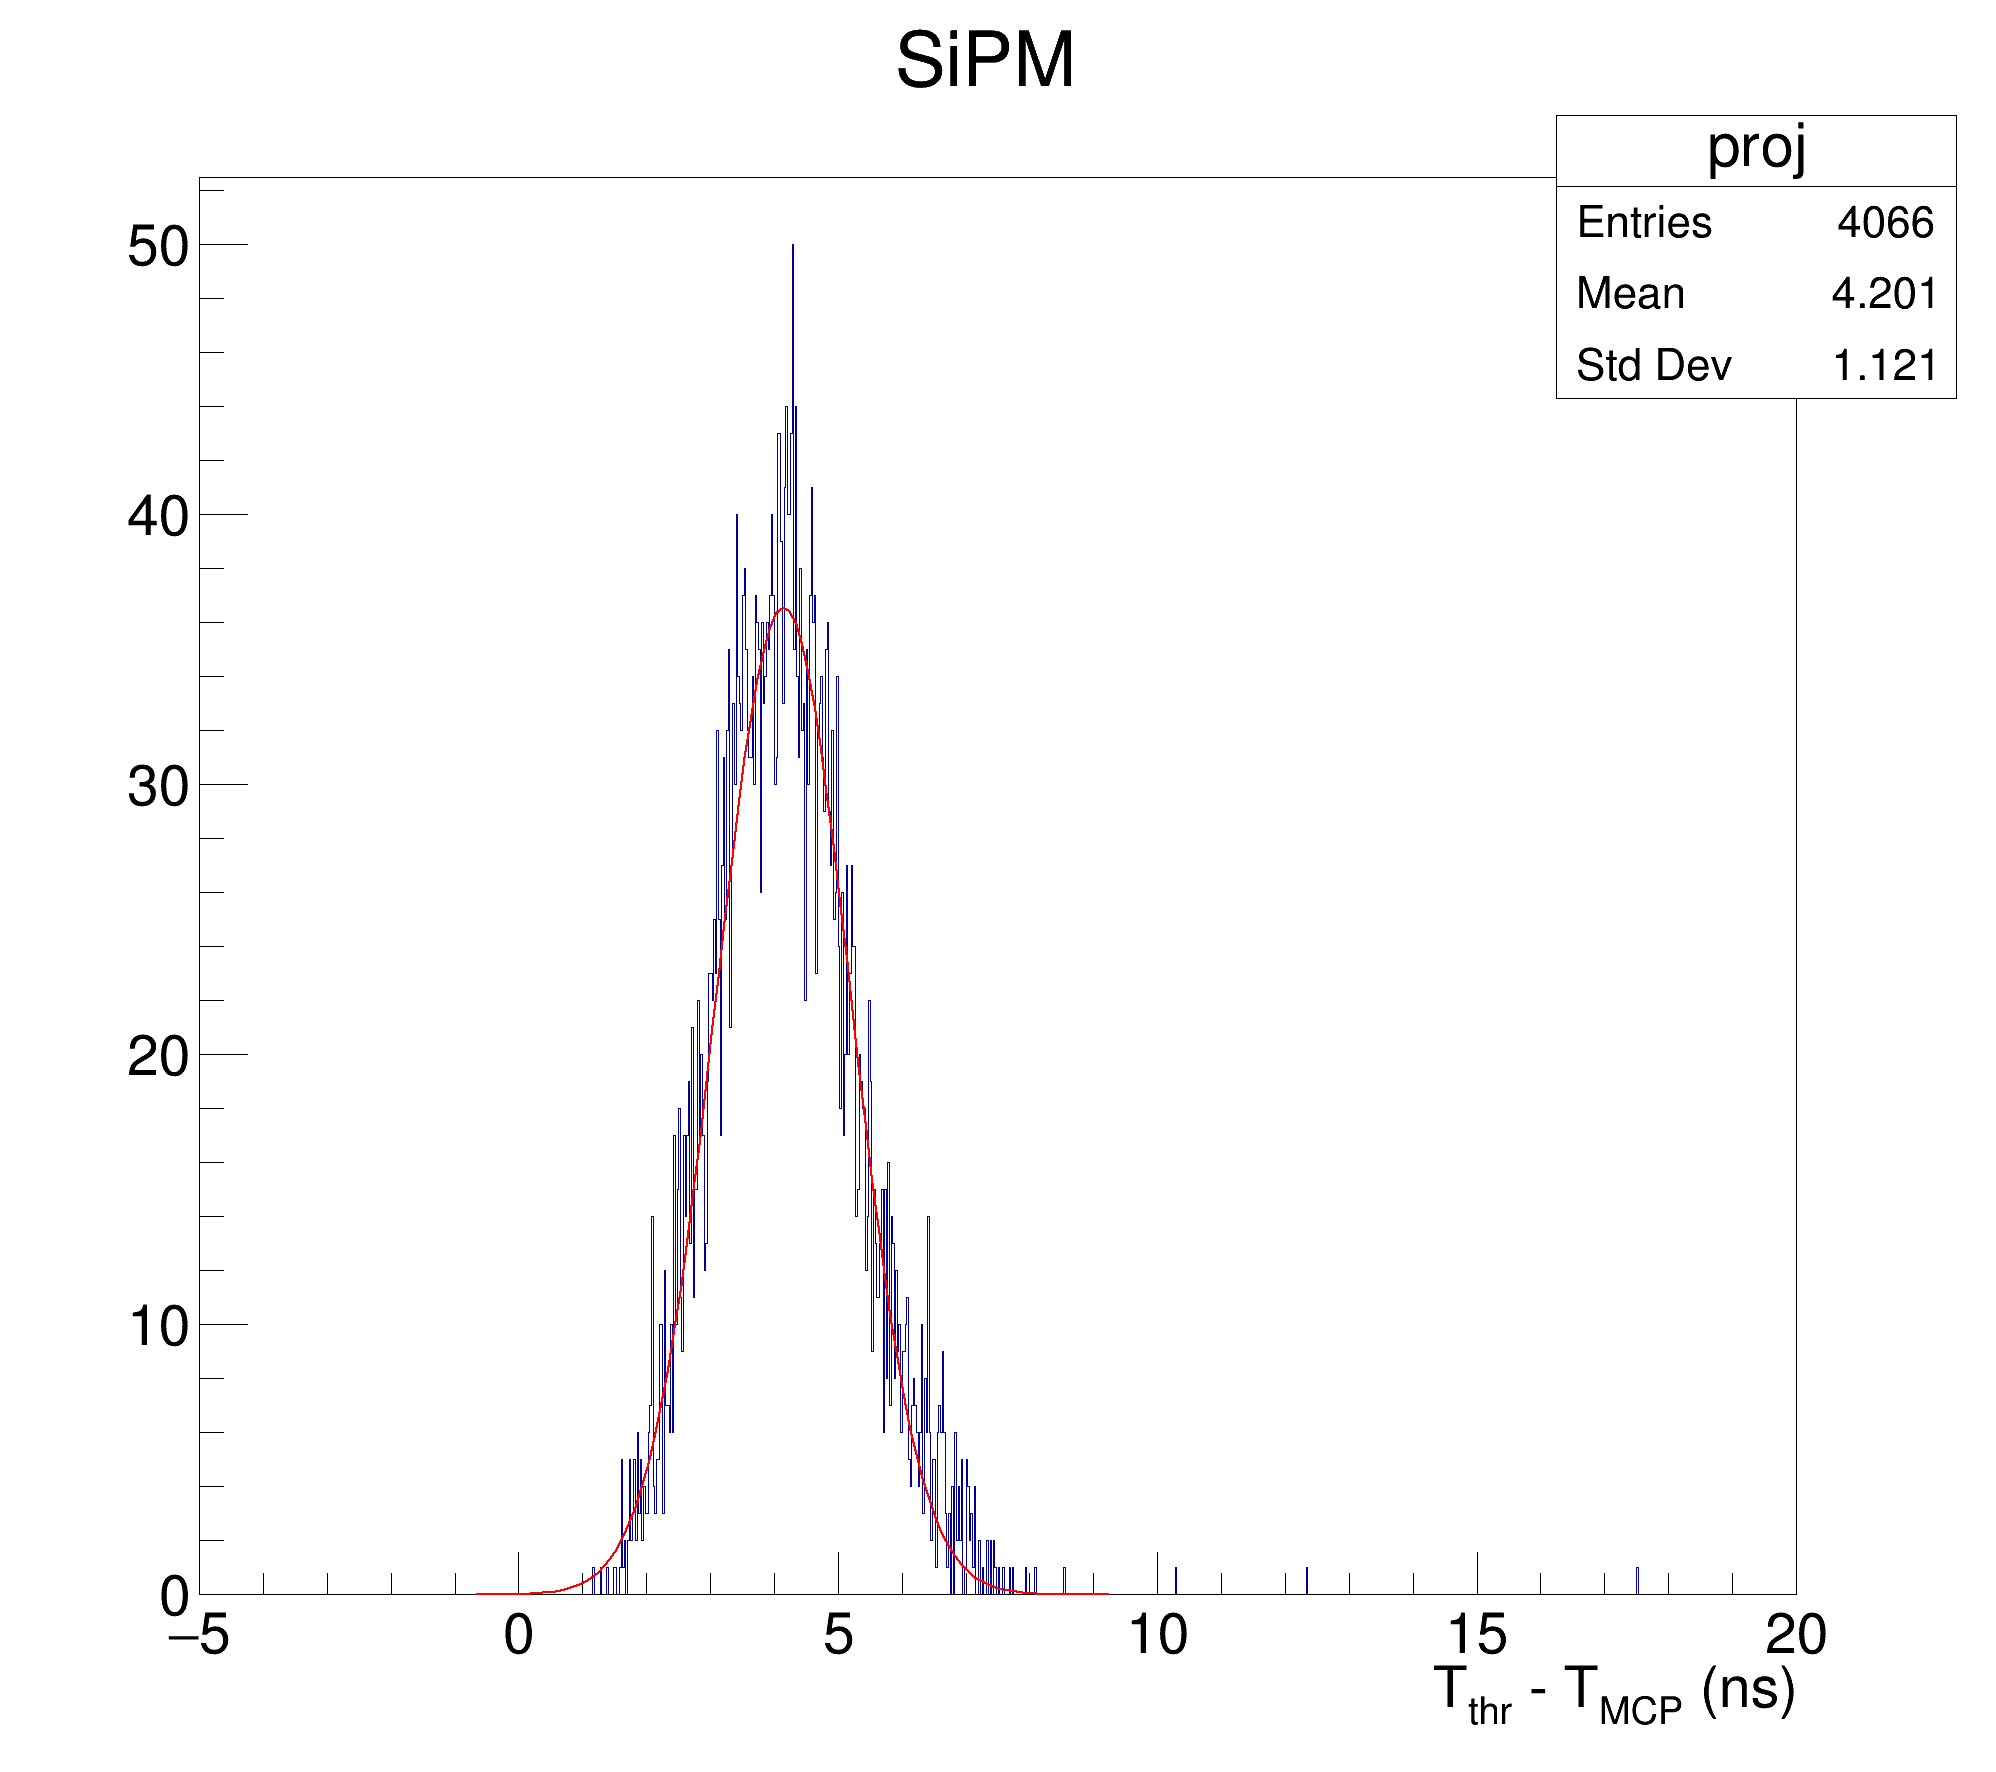 SiPM
proj
Entries 4066
Mean 4.201
Std Dev 1.121
50
40
30
20
10
0
−5 0 5 10 15 20
T_thr - T_MCP (ns)